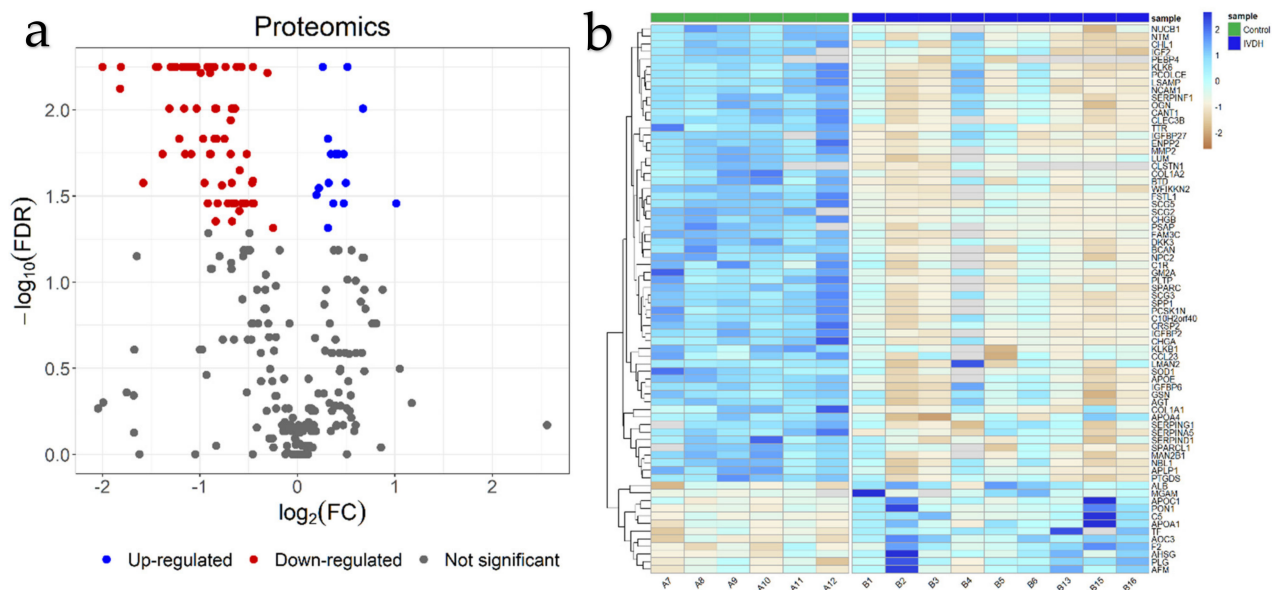 a
Proteomics
2.0
1.5
1.0
0.5
0.0
−log10(FDR)
-2
-1
0
1
2
log2(FC)
Up-regulated
Down-regulated
Not significant
b
sample
NUCB1
NTM
CHL1
IGF2
PEBP4
KLK6
PCOLCE
LSAMP
NCAM1
SERPINF1
OGN
CANT1
CLEC3B
TTR
IGFBP27
ENPP2
MMP2
LUM
CLSTN1
COL1A2
BTD
WFIKKN2
FSTL1
SCG5
SCG2
CHGB
PSAP
FAM3C
DKK3
BCAN
NPC2
C1R
GM2A
PLTP
SPARC
SCG3
SPP1
PCSK1N
C10H2orf40
CRSP2
IGFBP2
CHGA
KLKB1
CCL23
LMAN2
SOD1
APOE
IGFBP6
GSN
AGT
COL1A1
APOA4
SERPING1
SERPINA5
SERPIND1
SPARCL1
MAN2B1
NBL1
APLP1
PTGDS
ALB
MGAM
APOC1
PON1
C5
APOA1
TF
AOC3
F2
AHSG
PLG
AFM
A7
A8
A9
A10
A11
A12
B1
B2
B3
B4
B5
B6
B13
B15
B16
2
1
0
-1
-2
sample
Control
IVDH